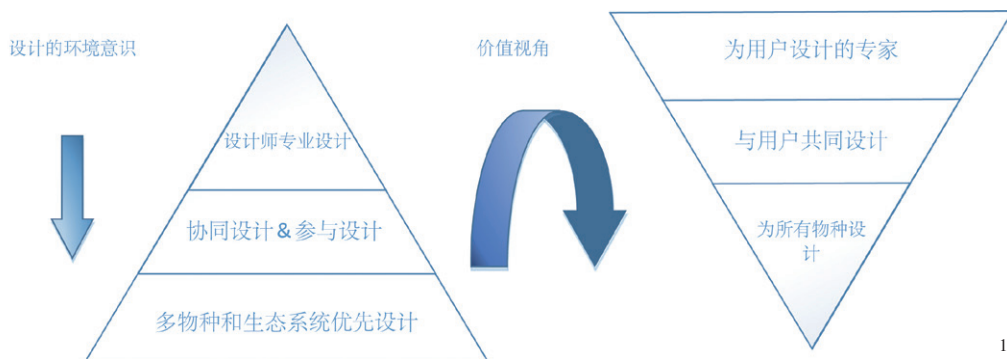 设计的环境意识
设计师专业设计
协同设计&参与设计
多物种和生态系统优先设计
价值视角
为用户设计的专家
与用户共同设计
为所有物种设
计
1